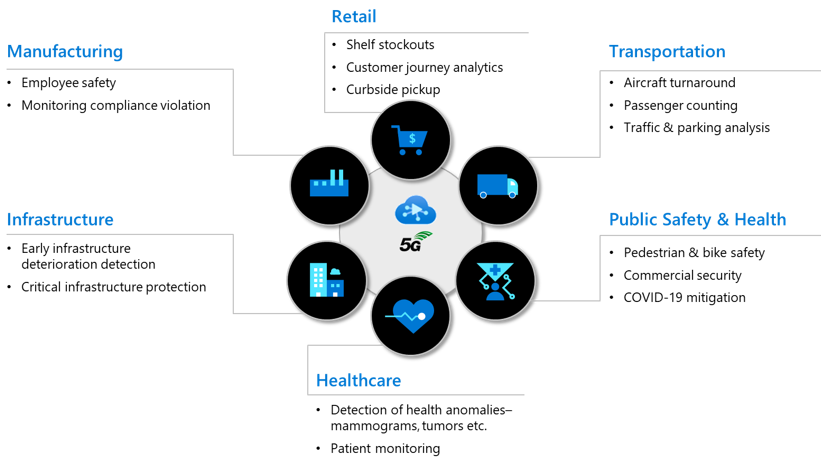 Retail
• Shelf stockouts
• Customer journey analytics
• Curbside pickup
Manufacturing
• Employee safety
• Monitoring compliance violation
Transportation
• Aircraft turnaround
• Passenger counting
• Traffic & parking analysis
$
5G
Infrastructure
• Early infrastructure
deterioration detection
• Critical infrastructure protection
Public Safety & Health
• Pedestrian & bike safety
• Commercial security
• COVID-19 mitigation
Healthcare
• Detection of health anomalies–
mammograms, tumors etc.
• Patient monitoring